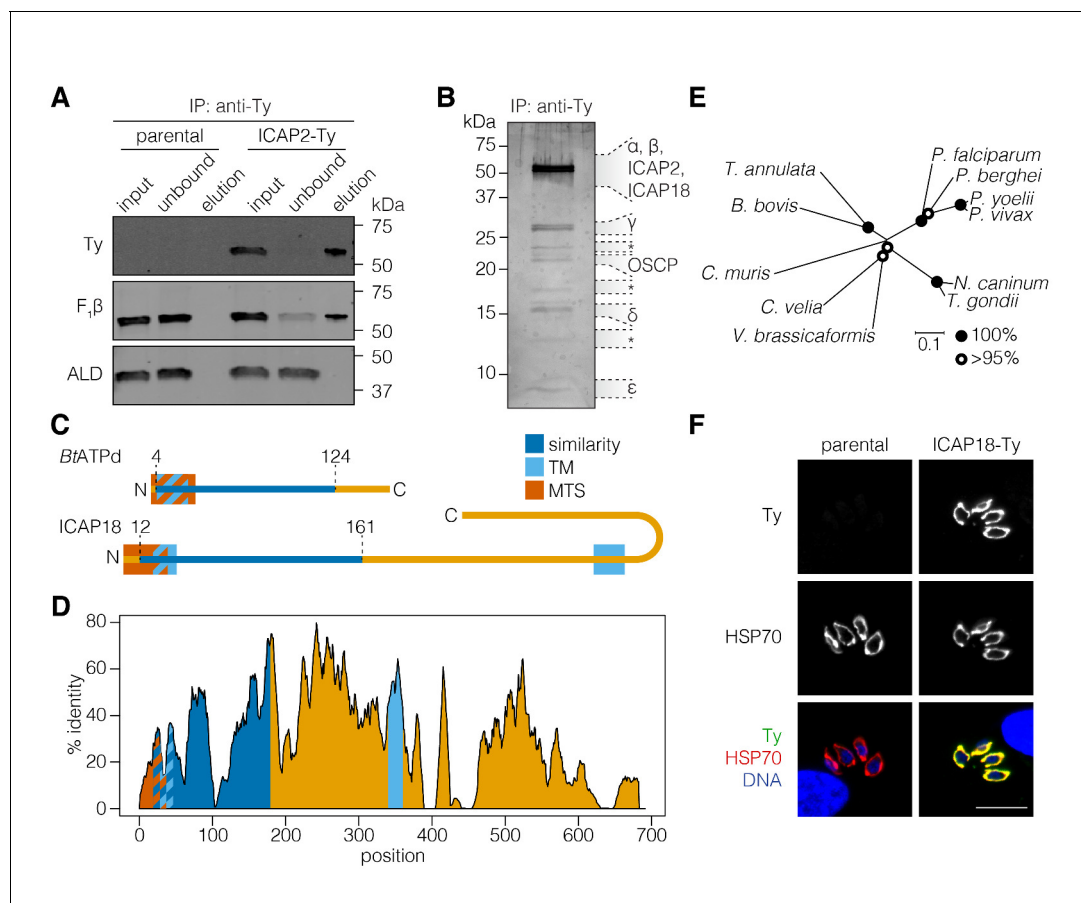 A
IP: anti-Ty
parental
ICAP2-Ty
input
unbound
elution
input
unbound
elution
kDa
Ty
75
50
F₁β
75
50
ALD
50
37
B
IP: anti-Ty
kDa
75
50
37
25
20
15
10
α, β,
ICAP2,
ICAP18
γ
*
OSCP
*
δ
*
ε
E
T. annulata
B. bovis
C. muris
C. velia
V. brassicaformis
P. falciparum
P. berghei
P. yoelii
P. vivax
N. caninum
T. gondii
0.1
100%
>95%
C
BtATPd
4
124
N
C
similarity
TM
MTS
ICAP18
12
161
C
N
D
% identity
80
60
40
20
0
0 100 200 300 400 500 600 700
position
F
parental
ICAP18-Ty
Ty
HSP70
Ty
HSP70
DNA